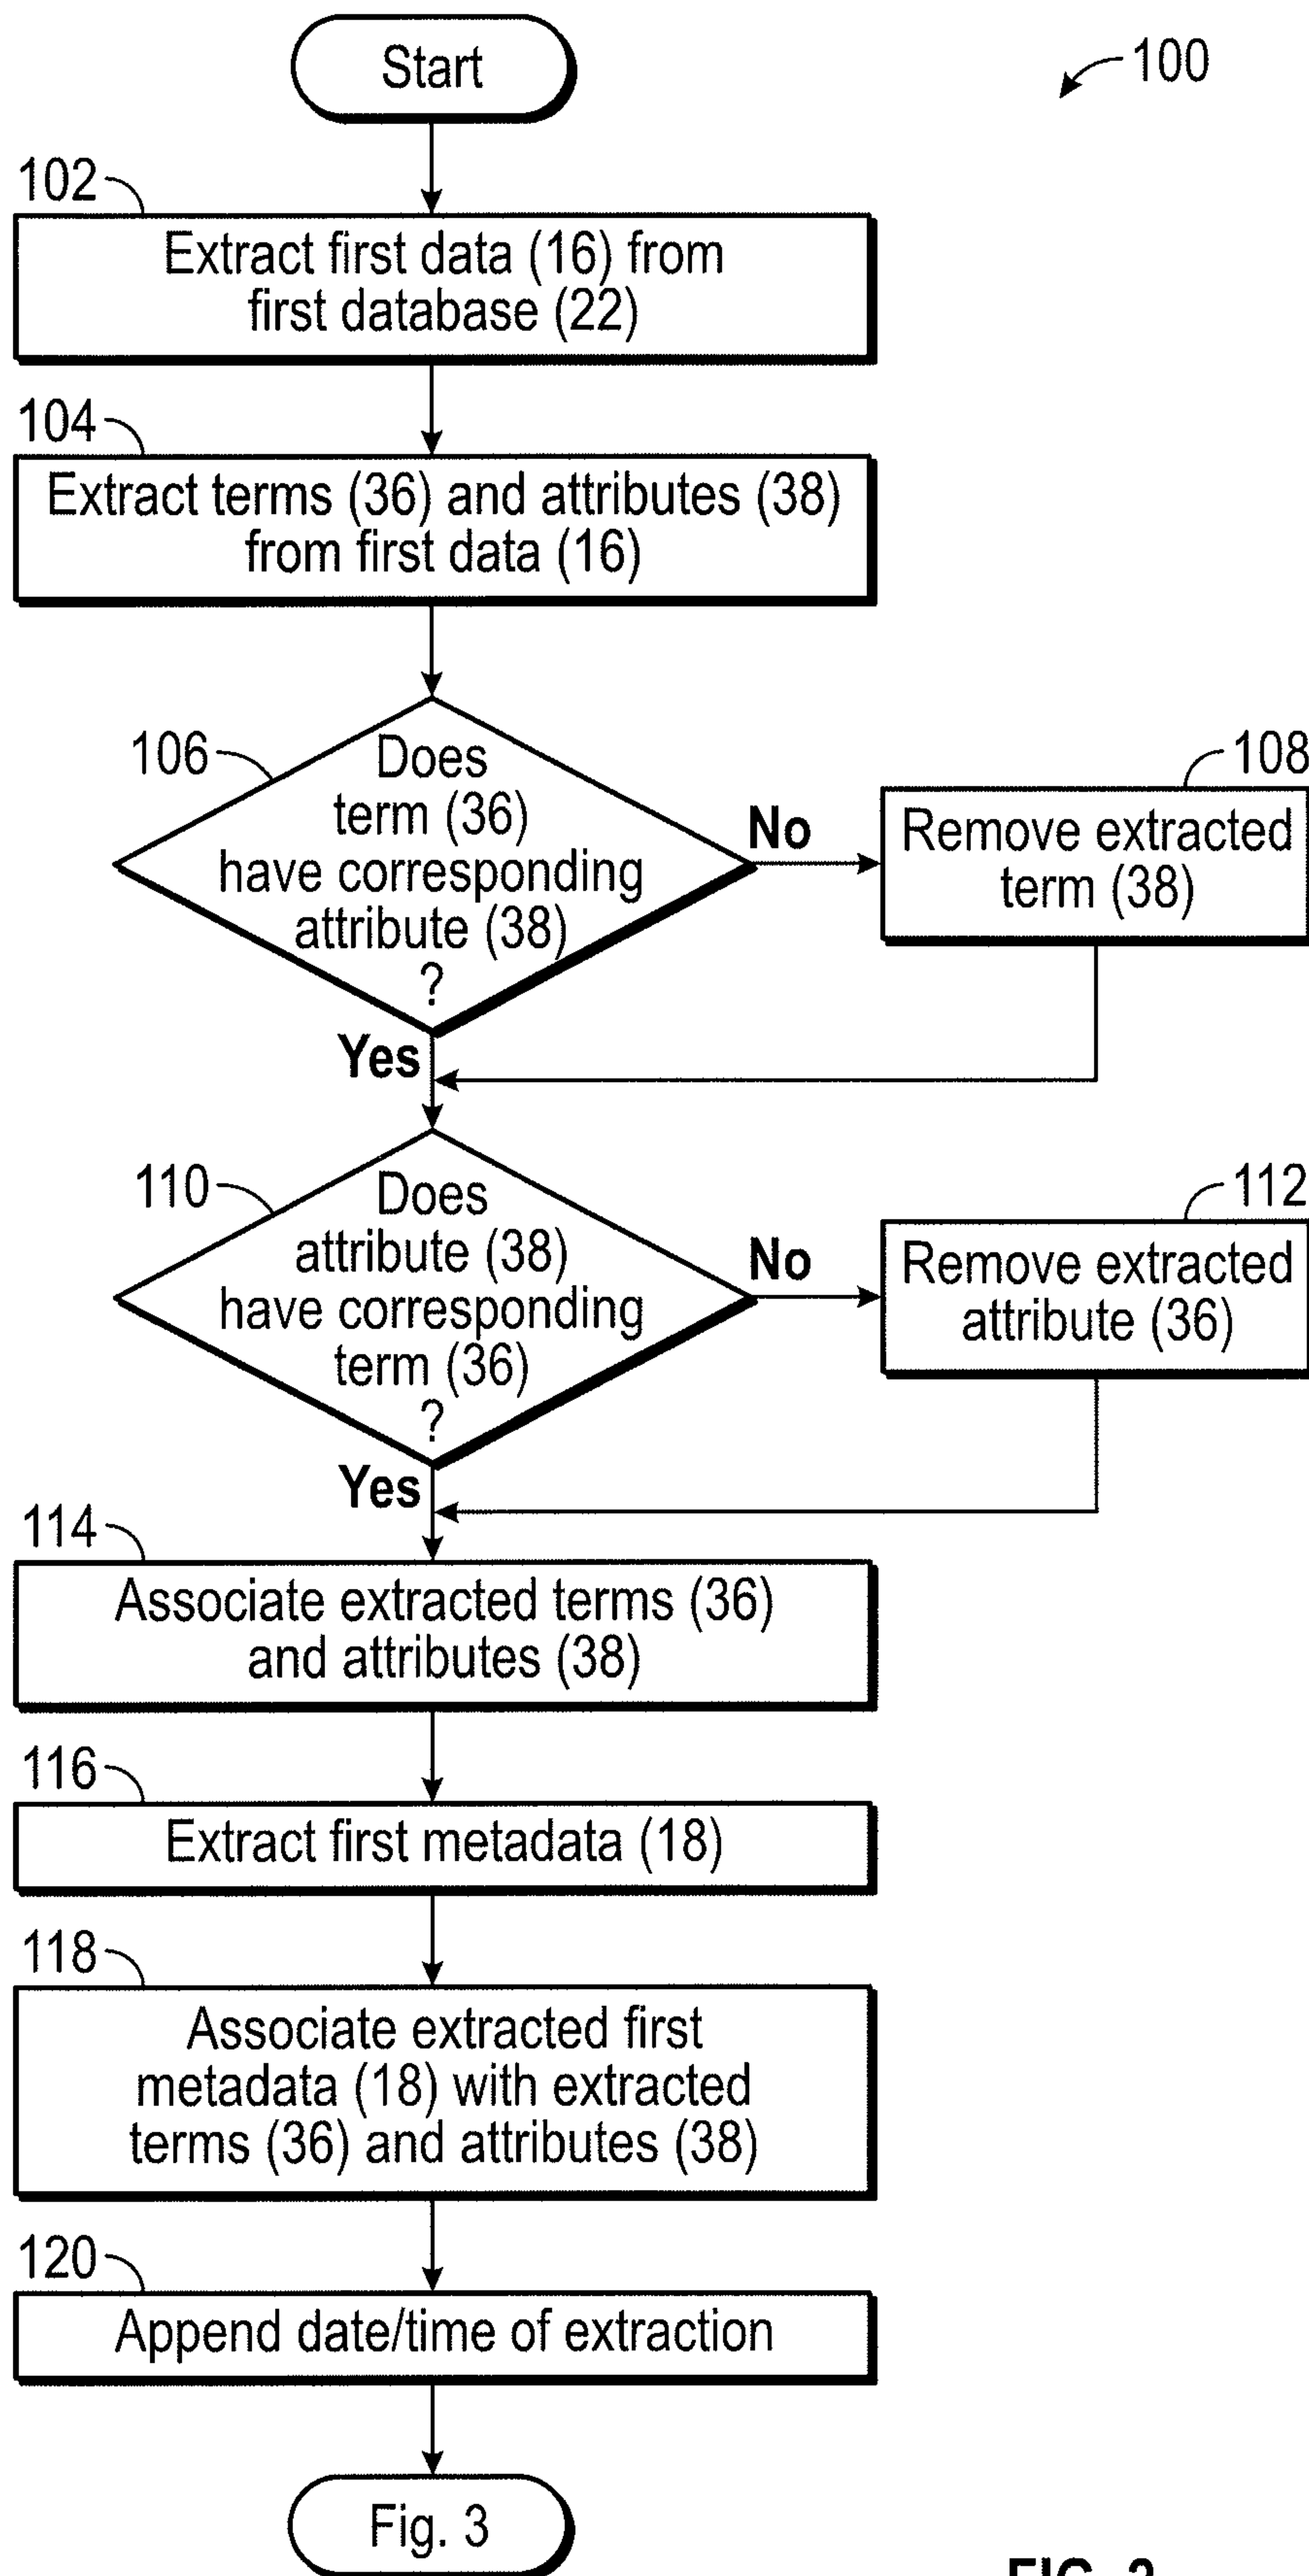 Start
100
102
Extract first data (16) from
first database (22)
104
Extract terms (36) and attributes (38)
from first data (16)
106
Does
term (36)
have corresponding
attribute (38)
?
No
108
Remove extracted
term (38)
Yes
110
Does
attribute (38)
have corresponding
term (36)
?
No
112
Remove extracted
attribute (36)
Yes
114
Associate extracted terms (36)
and attributes (38)
116
Extract first metadata (18)
118
Associate extracted first
metadata (18) with extracted
terms (36) and attributes (38)
120
Append date/time of extraction
Fig. 3
FIG. 2